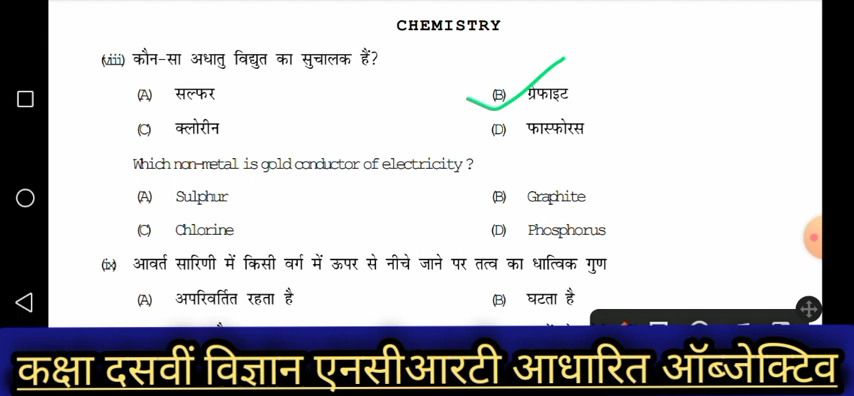 CHEMISTRY
(viii) कौन-सा अधातु विद्युत का सुचालक हैं?
(A) सल्फर (B) ग्रेफाइट
(C) क्लोरीन (D) फास्फोरस
Which non-metal is gold conductor of electricity ?
(A) Sulphur (B) Graphite
(C) Chlorine (D) Phosphorus
(ix) आवर्त सारिणी में किसी वर्ग में ऊपर से नीचे जाने पर तत्व का धात्विक गुण
(A) अपरिवर्तित रहता है (B) घटता है
कक्षा दसवीं विज्ञान एनसीआरटी आधारित ऑब्जेक्टिव